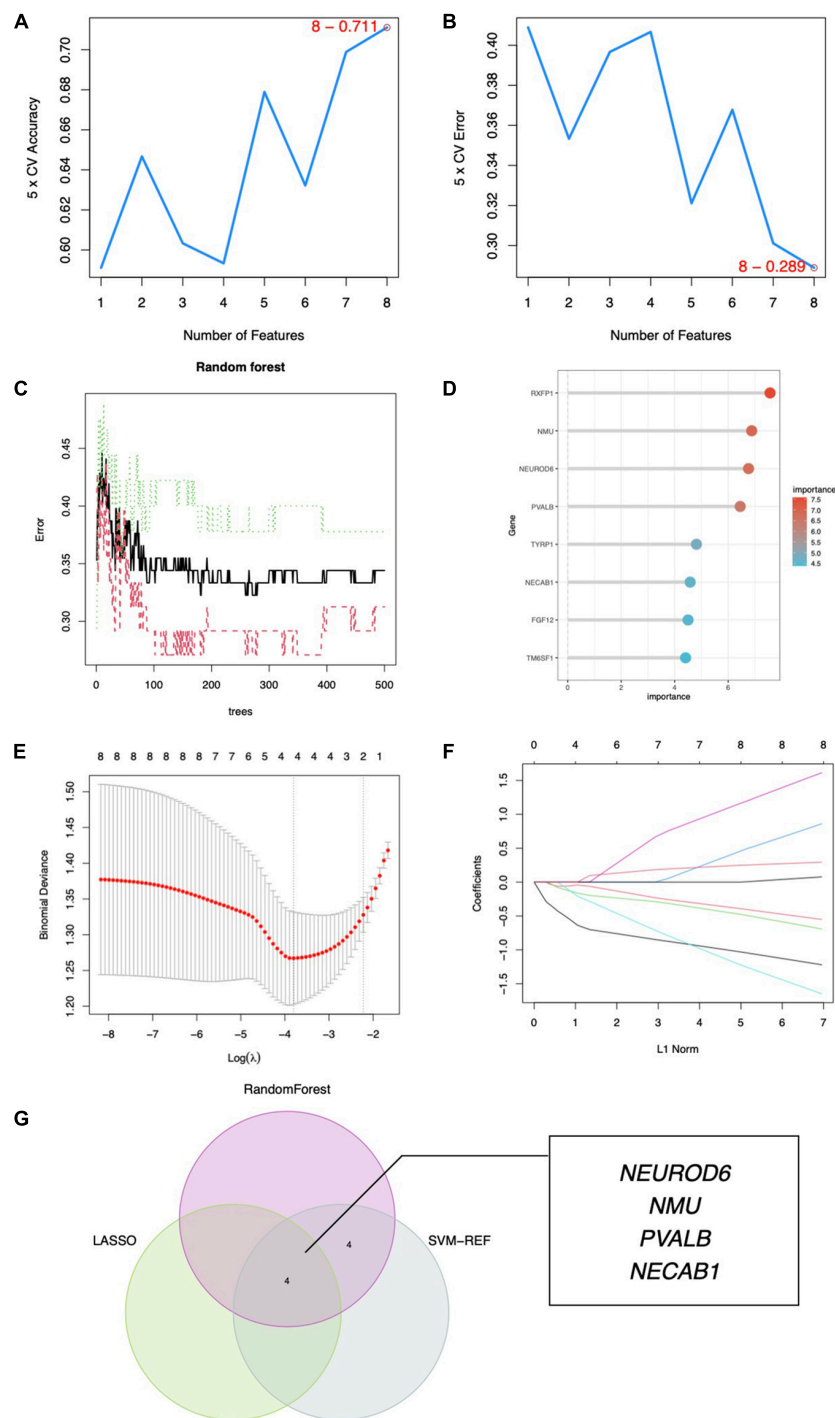 A
8 − 0.711
5 x CV Accuracy
0.60 0.62 0.64 0.66 0.68 0.70
1 2 3 4 5 6 7 8
Number of Features
B
8 − 0.289
5 x CV Error
0.30 0.32 0.34 0.36 0.38 0.40
1 2 3 4 5 6 7 8
Number of Features
C
Random forest
Error
0.30 0.35 0.40 0.45
0 100 200 300 400 500
trees
D
Gene
RXFP1
NMU
NEUROD6
PVALB
TYRP1
NECAB1
FGF12
TM6SF1
0 2 4 6
importance
importance
7.5
7.0
6.5
6.0
5.5
5.0
4.5
E
8 8 8 8 8 8 8 7 7 6 5 4 4 4 3 2 1
Binomial Deviance
1.20 1.25 1.30 1.35 1.40 1.45 1.50
−8 −7 −6 −5 −4 −3 −2
Log(λ)
F
0 4 6 7 7 8 8 8
Coefficients
−1.5 −1.0 −0.5 0.0 0.5 1.0 1.5
0 1 2 3 4 5 6 7
L1 Norm
G
RandomForest
LASSO
SVM-REF
4
4
NEUROD6
NMU
PVALB
NECAB1